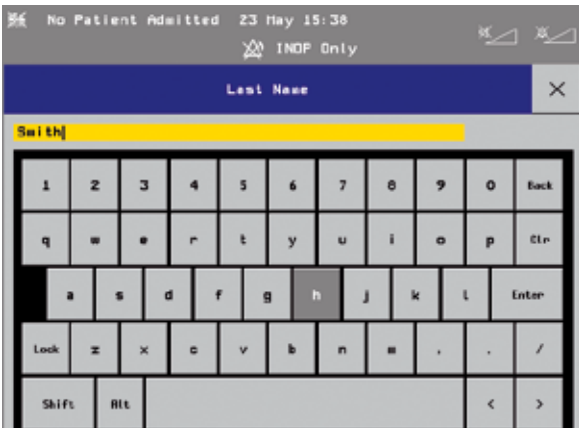 No Patient Admitted 23 May 15:38
INOP Only
Last Name
Smith
1 2 3 4 5 6 7 8 9 0 Back
q w e r t y u i o p Clr
a s d f g h j k l Enter
Lock z x c v b n m , . /
Shift Alt < >